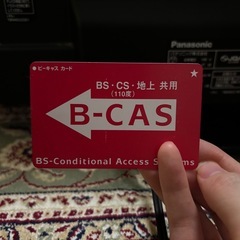 ● ビーキャス カード
★
BS・CS・地上 共用
(110度)
B-CAS
BS-Conditional Access Systems
Panasonic